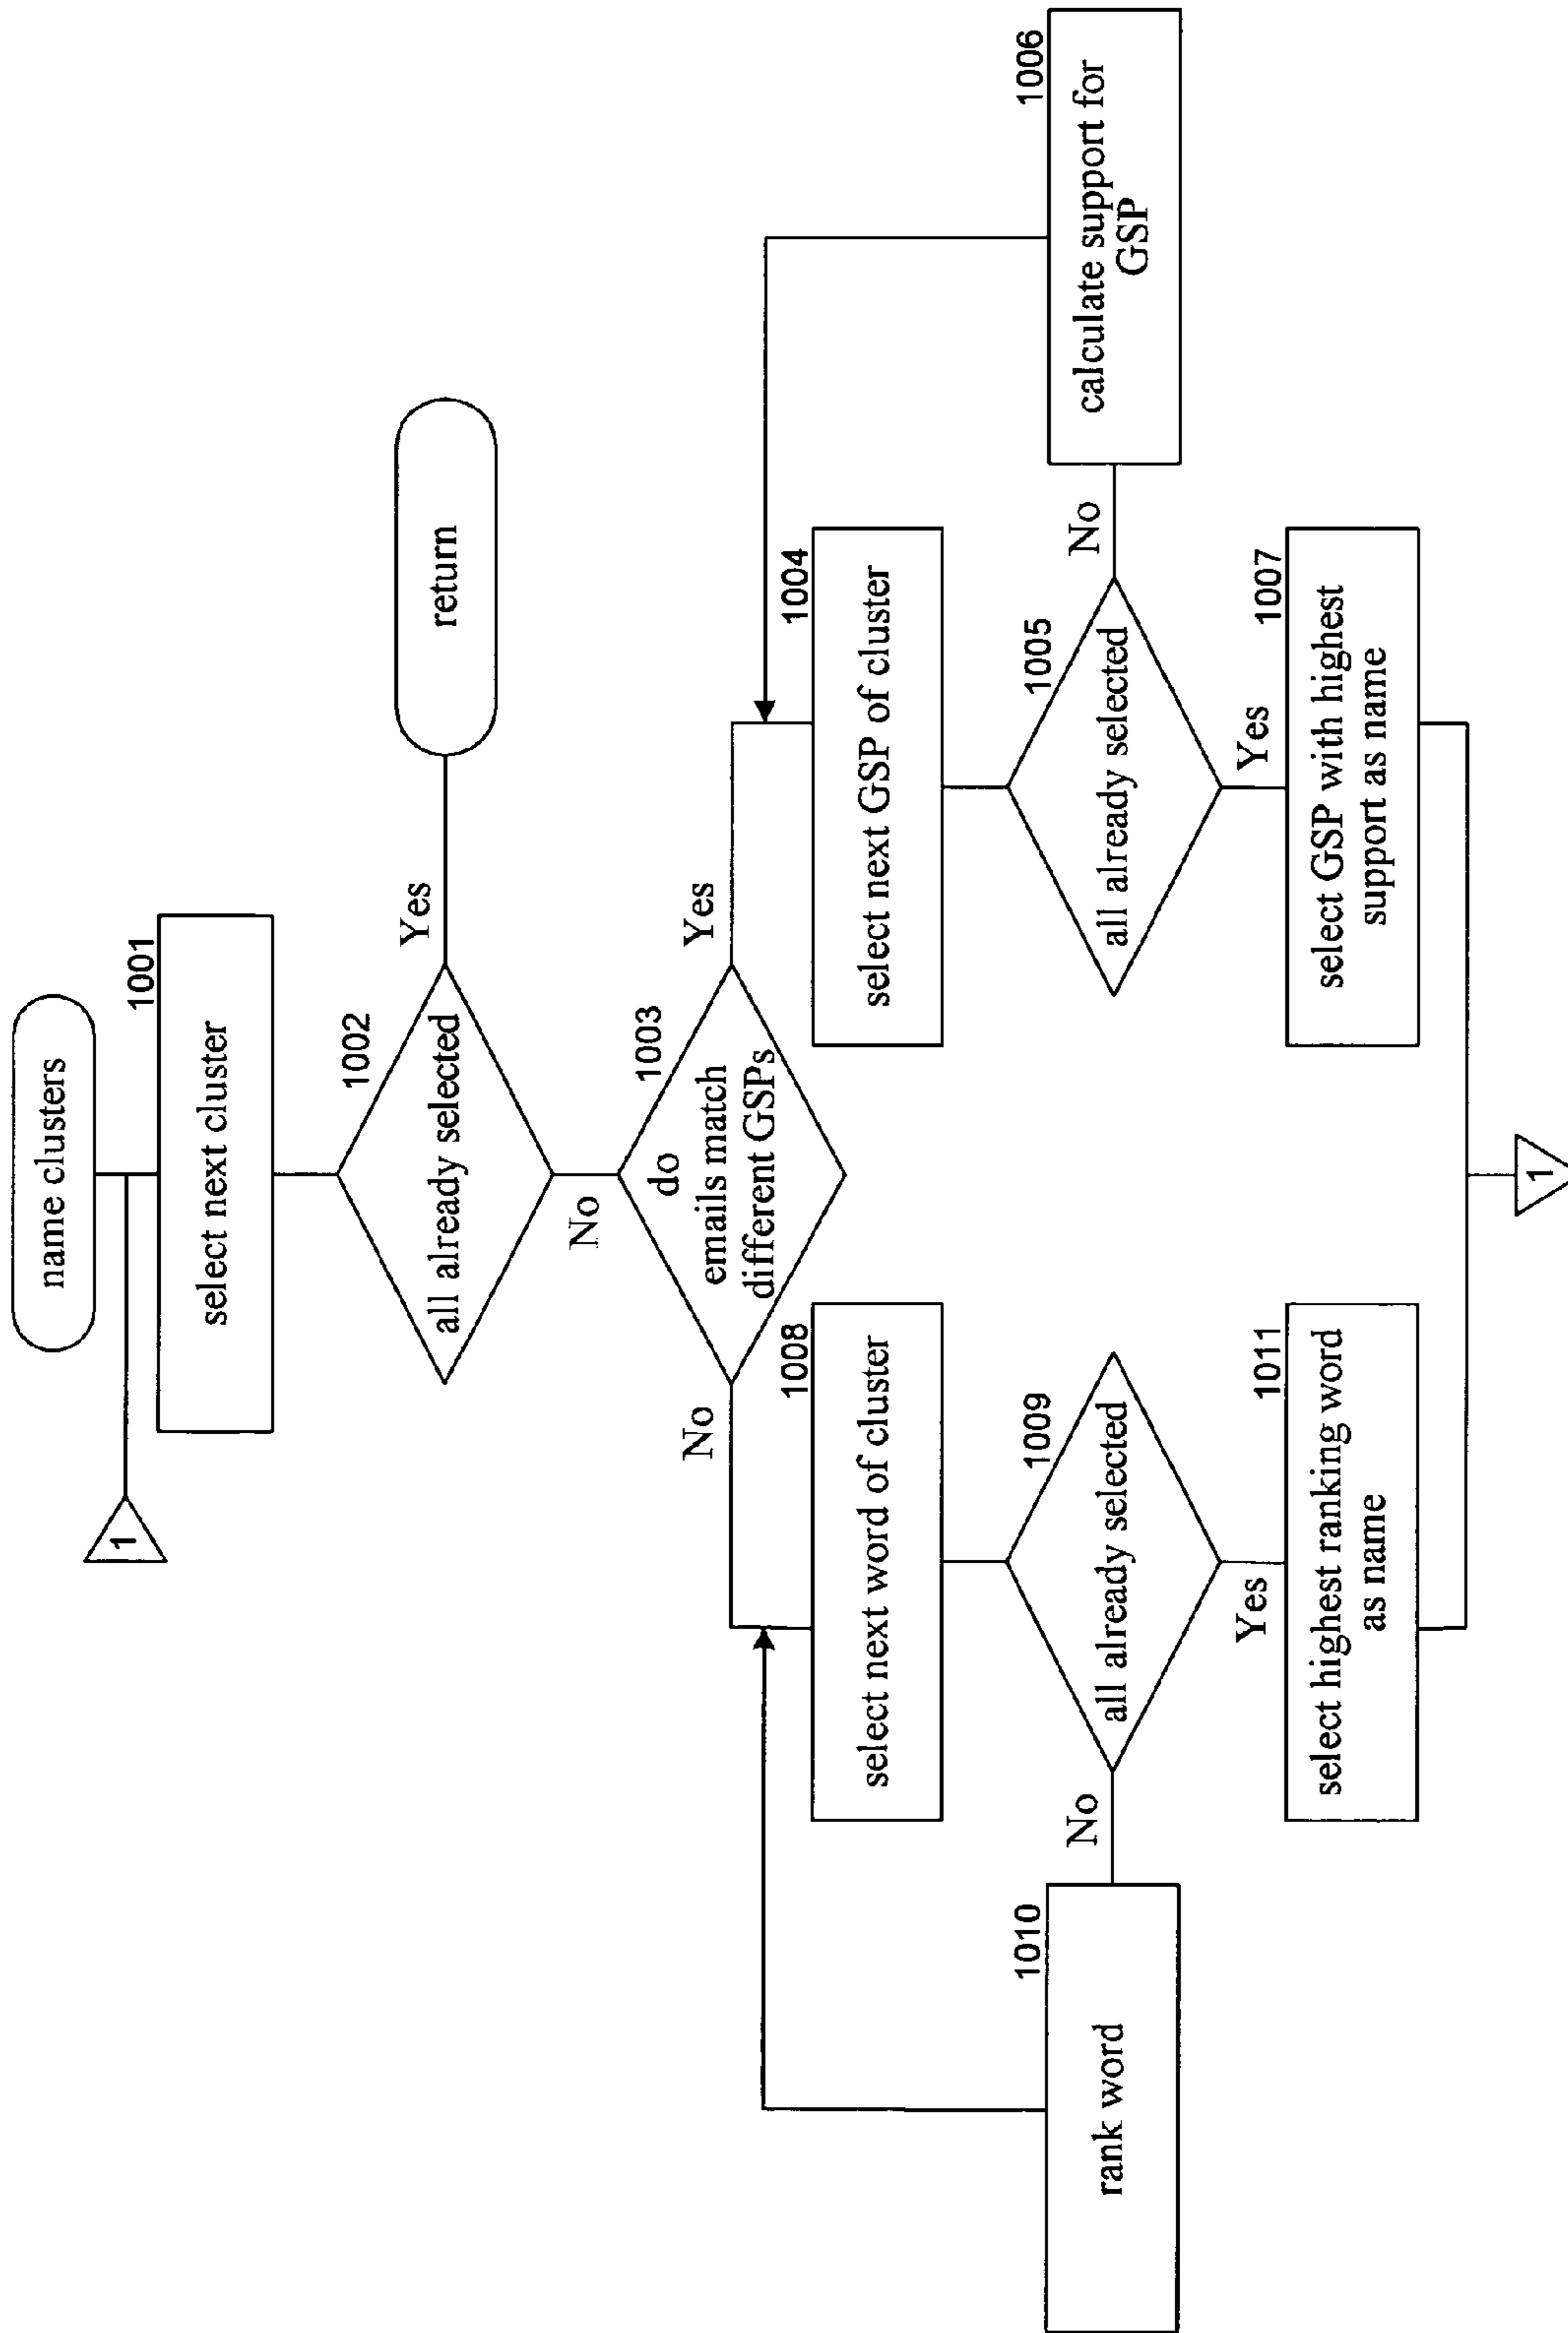 name clusters
1
1001
select next cluster
1002
all already selected
Yes
return
No
1003
do
emails match
different GSPs
Yes
No
1004
select next GSP of cluster
1005
all already selected
No
1006
calculate support for
GSP
Yes
1007
select GSP with highest
support as name
1008
select next word of cluster
1009
all already selected
No
1010
rank word
Yes
1011
select highest ranking word
as name
1